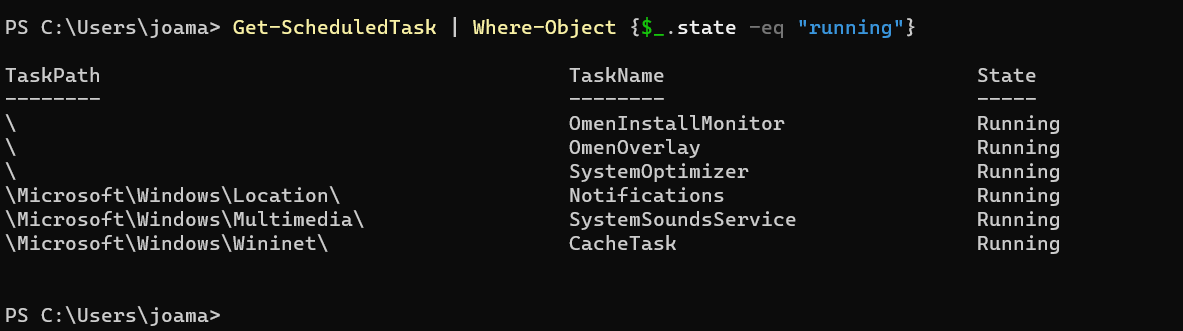 PS C:\Users\joama> Get-ScheduledTask | Where-Object {$_.state -eq "running"}
TaskPath TaskName State
-------- -------- -----
\ OmenInstallMonitor Running
\ OmenOverlay Running
\ SystemOptimizer Running
\Microsoft\Windows\Location\ Notifications Running
\Microsoft\Windows\Multimedia\ SystemSoundsService Running
\Microsoft\Windows\Wininet\ CacheTask Running
PS C:\Users\joama>